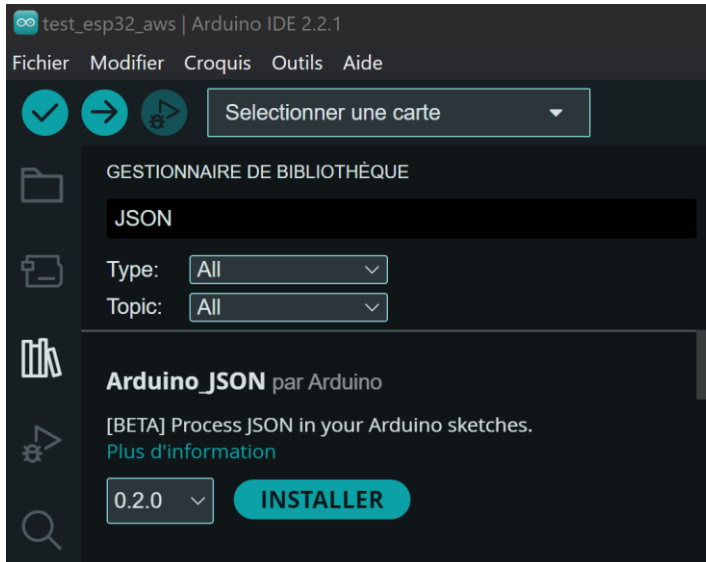 test_esp32_aws | Arduino IDE 2.2.1
Fichier Modifier Croquis Outils Aide
Selectionner une carte
GESTIONNAIRE DE BIBLIOTHÈQUE
JSON
Type: All
Topic: All
Arduino_JSON par Arduino
[BETA] Process JSON in your Arduino sketches.
Plus d'information
0.2.0 INSTALLER